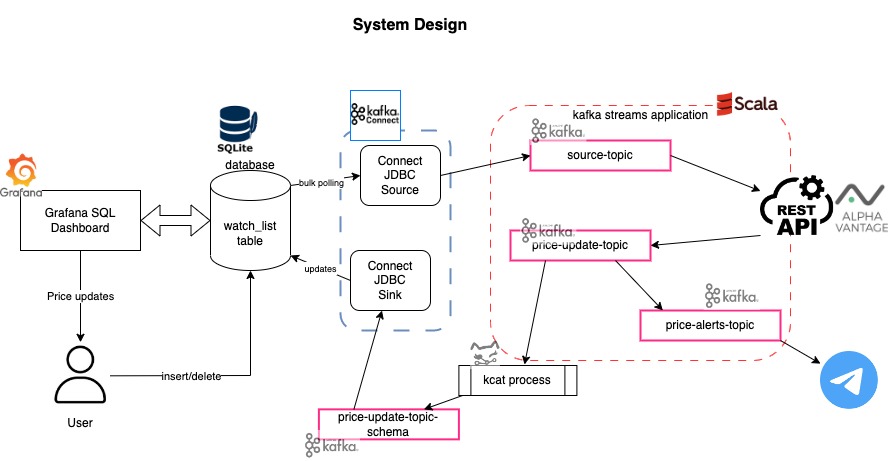 System Design
kafka
Connect
Scala
kafka streams application
kafka
SQLite
database
Connect
JDBC
Source
source-topic
bulk polling
Grafana
Grafana SQL
Dashboard
watch_list
table
REST
API
ALPHA
VANTAGE
kafka
price-update-topic
updates
Connect
JDBC
Sink
Price updates
kafka
price-alerts-topic
insert/delete
kcat process
User
price-update-topic-
schema
kafka